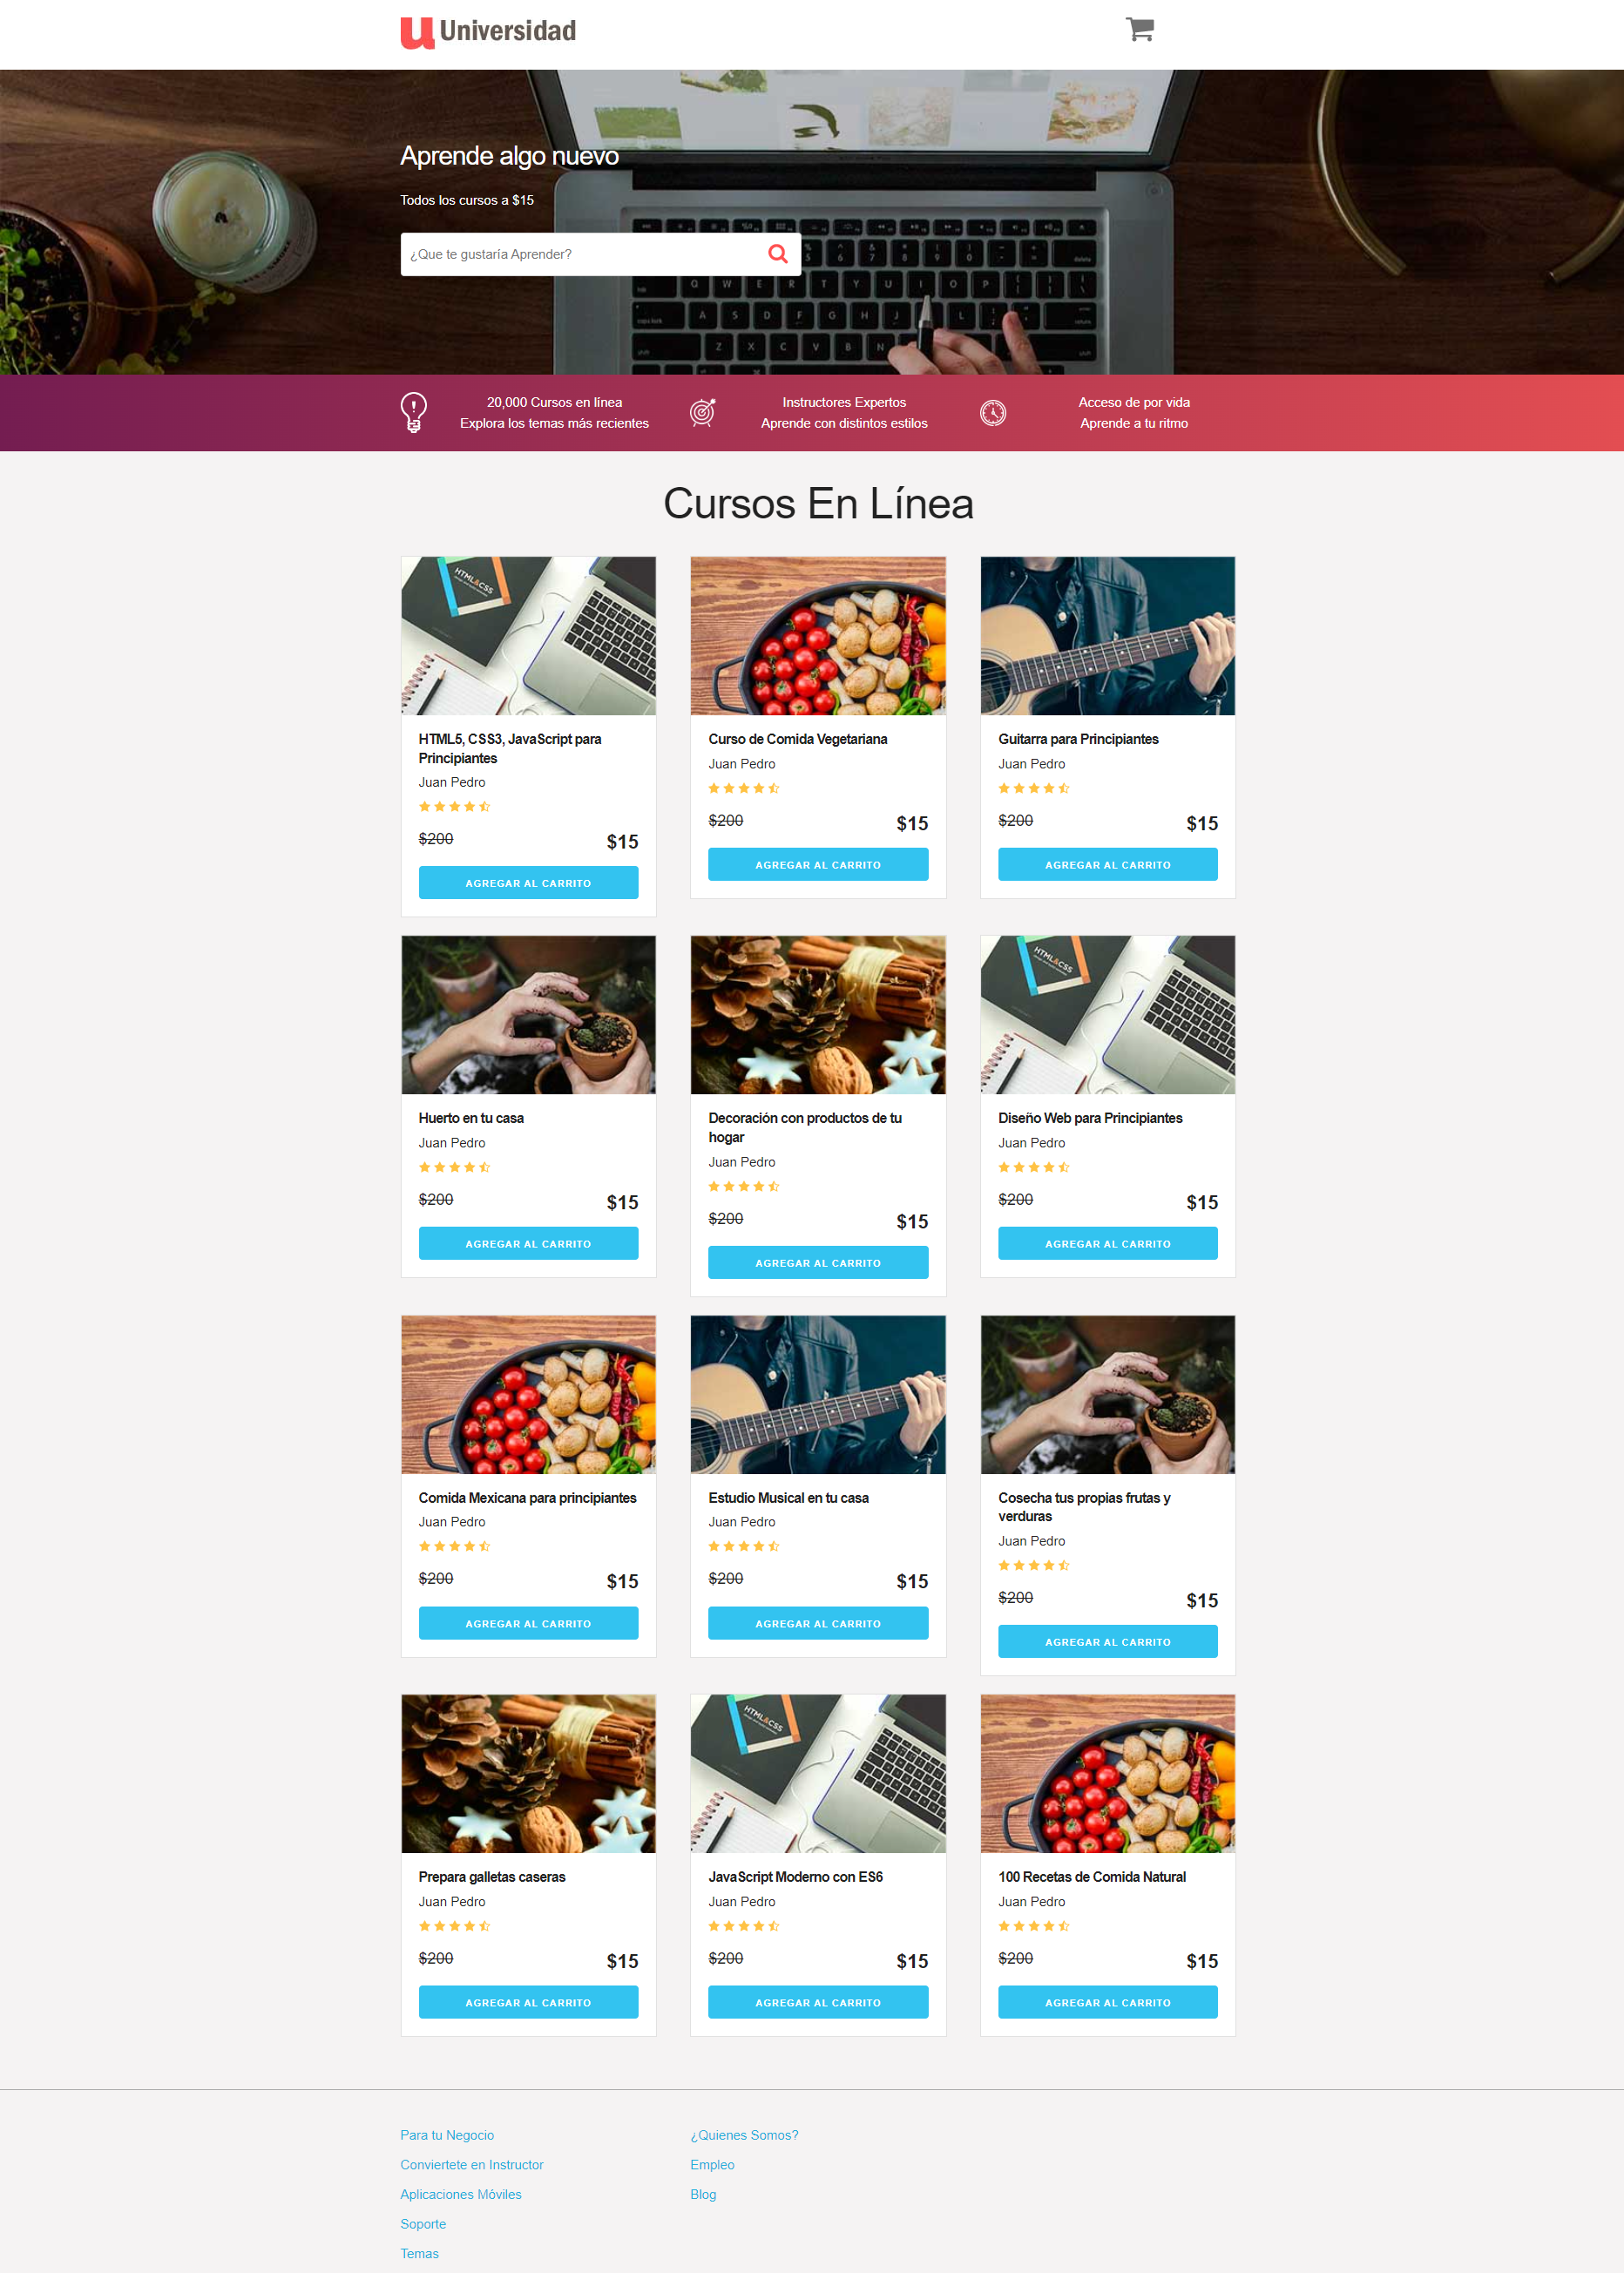 Universidad
Aprende algo nuevo
Todos los cursos a $15
¿Que te gustaría Aprender?
20,000 Cursos en línea
Explora los temas más recientes
Instructores Expertos
Aprende con distintos estilos
Acceso de por vida
Aprende a tu ritmo
Cursos En Línea
HTML&CSS
HTML5, CSS3, JavaScript para
Principiantes
Juan Pedro
$200 $15
AGREGAR AL CARRITO
Curso de Comida Vegetariana
Juan Pedro
$200 $15
AGREGAR AL CARRITO
Guitarra para Principiantes
Juan Pedro
$200 $15
AGREGAR AL CARRITO
Huerto en tu casa
Juan Pedro
$200 $15
AGREGAR AL CARRITO
Decoración con productos de tu
hogar
Juan Pedro
$200 $15
AGREGAR AL CARRITO
HTML&CSS
Diseño Web para Principiantes
Juan Pedro
$200 $15
AGREGAR AL CARRITO
Comida Mexicana para principiantes
Juan Pedro
$200 $15
AGREGAR AL CARRITO
Estudio Musical en tu casa
Juan Pedro
$200 $15
AGREGAR AL CARRITO
Cosecha tus propias frutas y
verduras
Juan Pedro
$200 $15
AGREGAR AL CARRITO
Prepara galletas caseras
Juan Pedro
$200 $15
AGREGAR AL CARRITO
HTML&CSS
JavaScript Moderno con ES6
Juan Pedro
$200 $15
AGREGAR AL CARRITO
100 Recetas de Comida Natural
Juan Pedro
$200 $15
AGREGAR AL CARRITO
Para tu Negocio
Conviertete en Instructor
Aplicaciones Móviles
Soporte
Temas
¿Quienes Somos?
Empleo
Blog